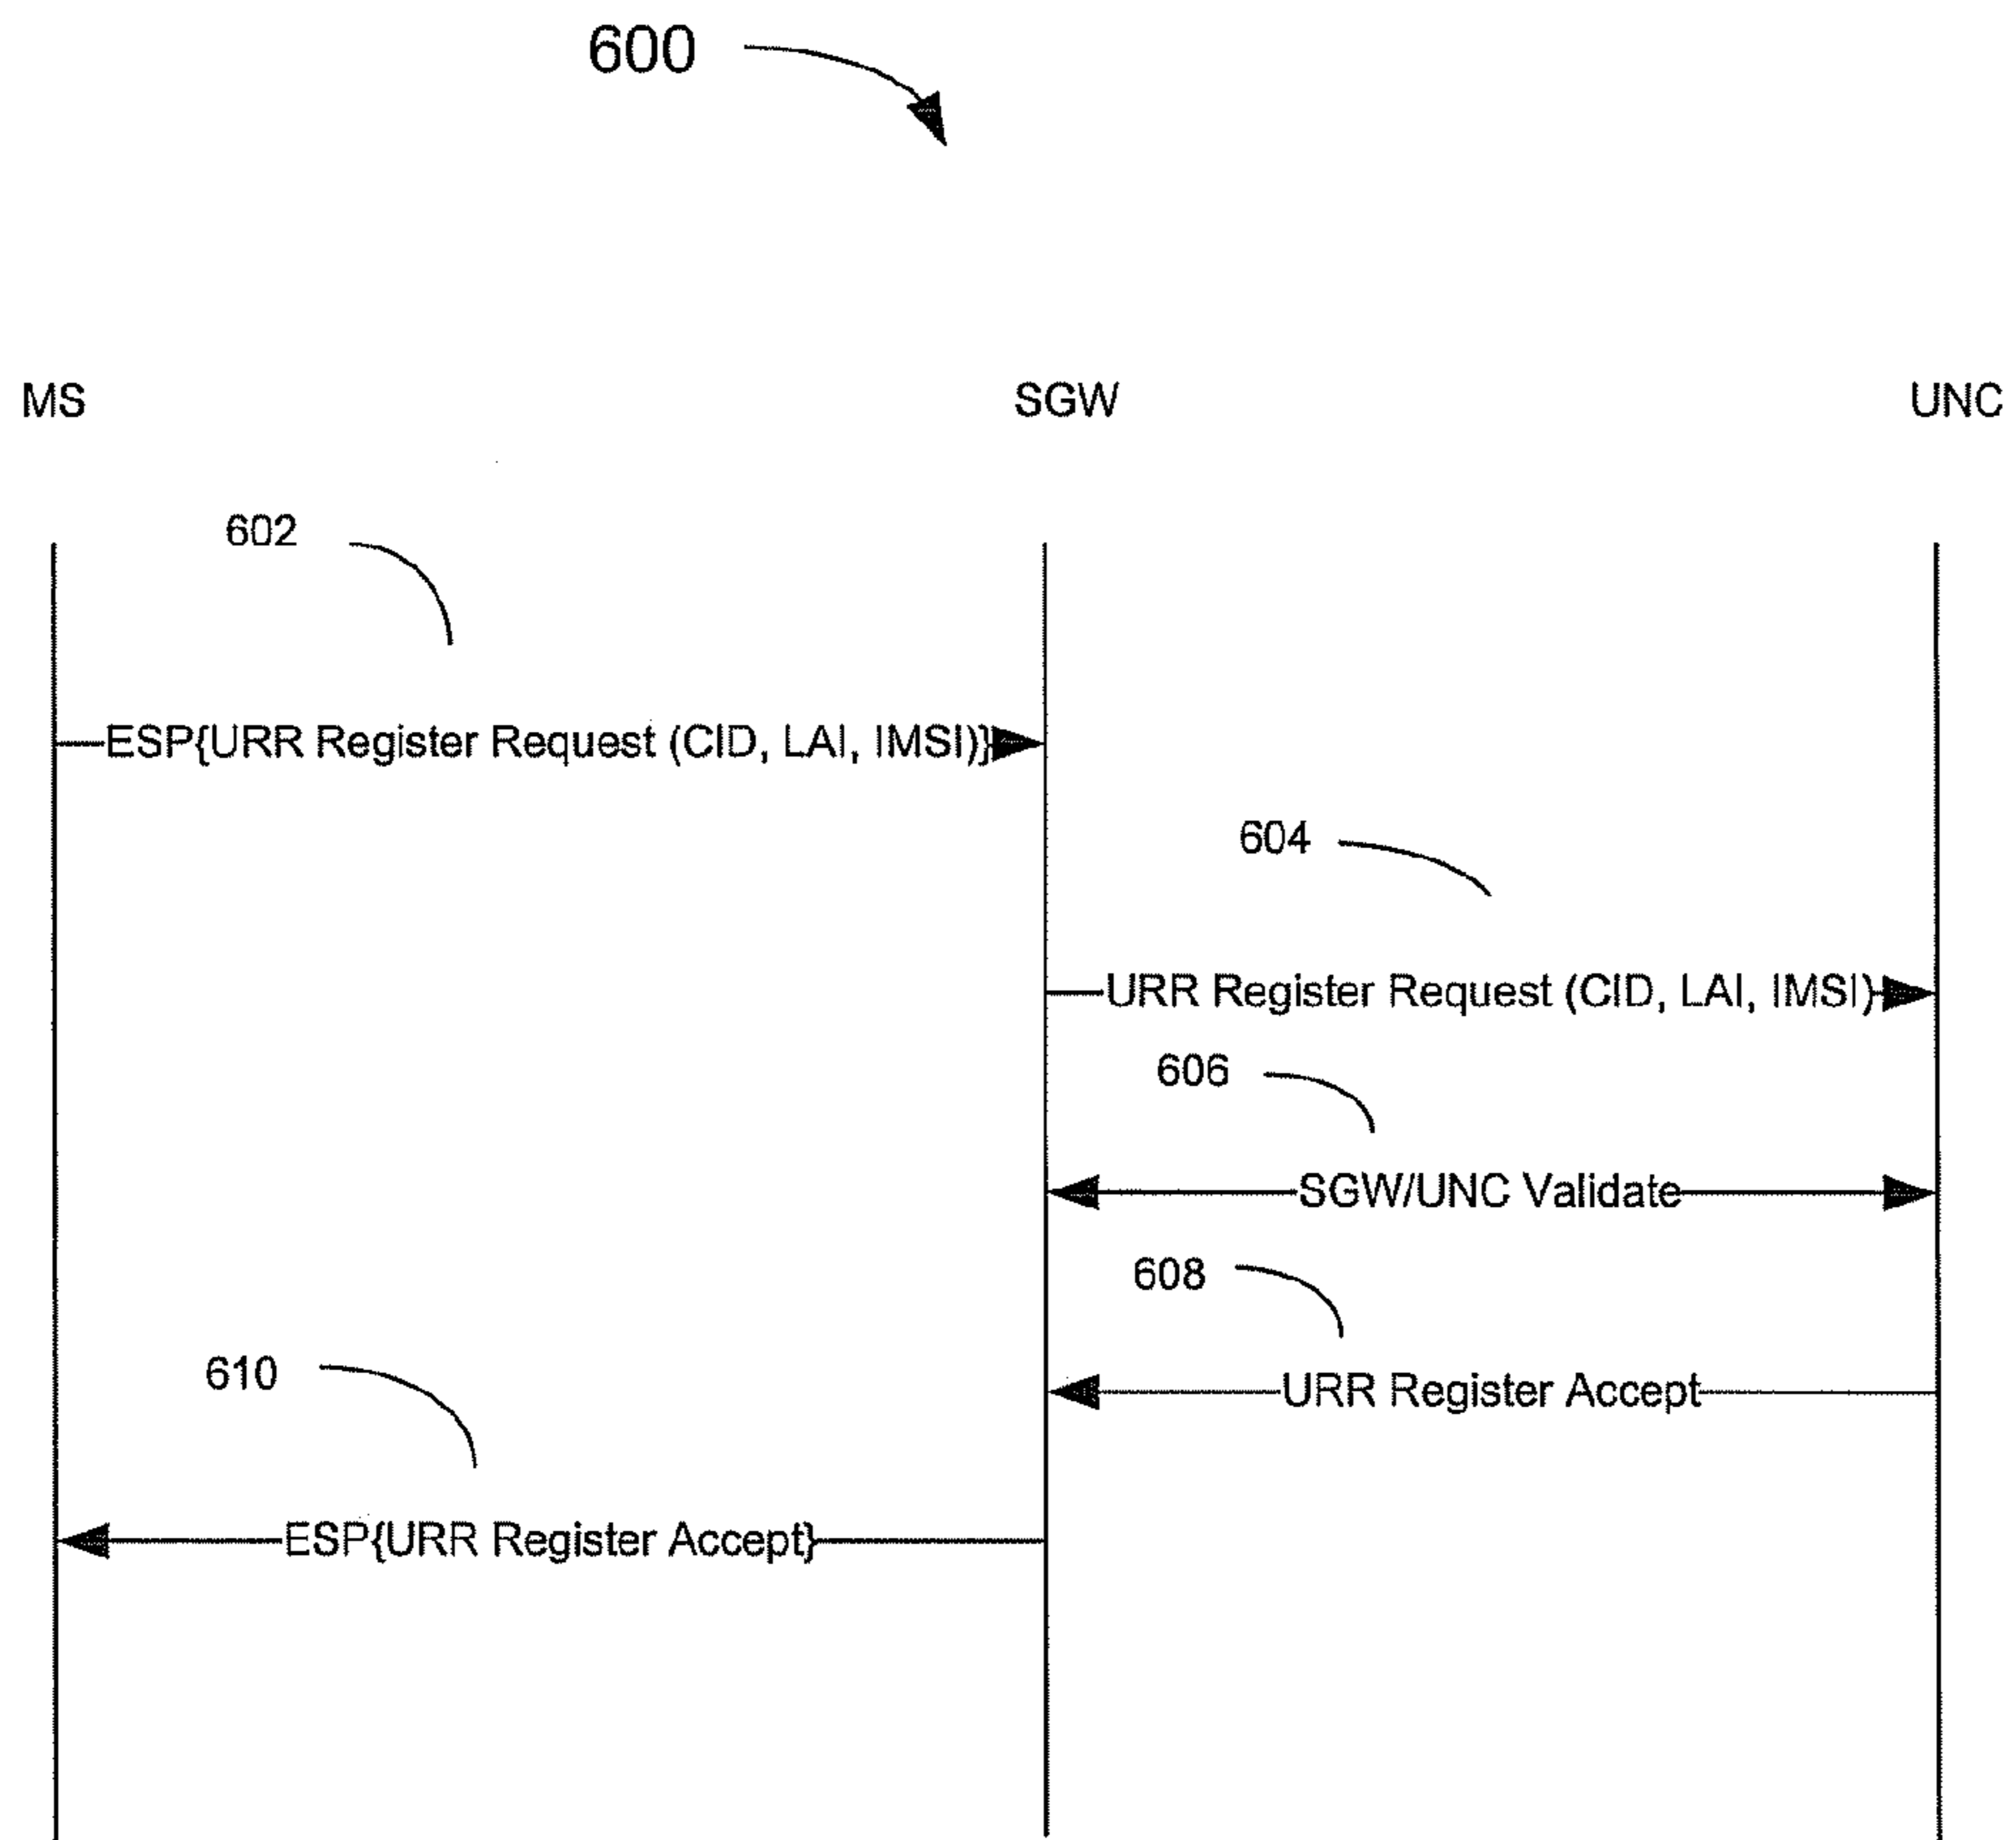 600
MS
SGW
UNC
602
ESP{URR Register Request (CID, LAI, IMSI)}
604
URR Register Request (CID, LAI, IMSI)
606
SGW/UNC Validate
608
URR Register Accept
610
ESP{URR Register Accept}